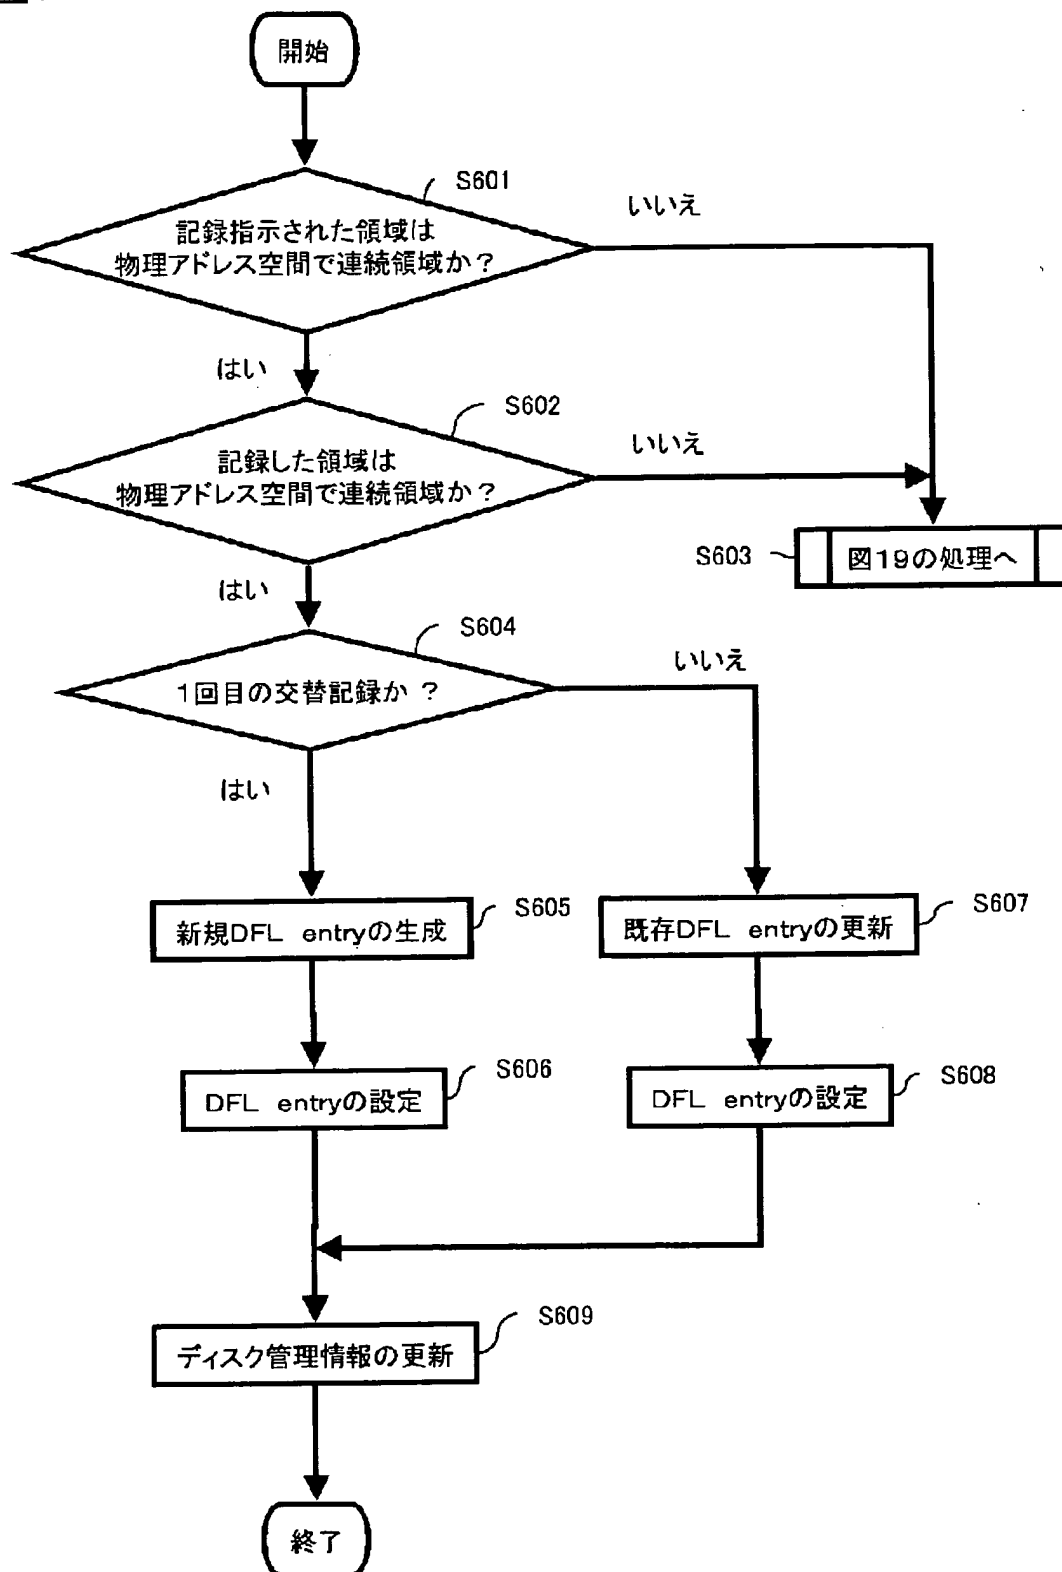 開始
S601
記録指示された領域は
物理アドレス空間で連続領域か?
いいえ
はい
S602
記録した領域は
物理アドレス空間で連続領域か?
いいえ
S603
図19の処理へ
はい
S604
1回目の交替記録か ?
いいえ
はい
新規DFL entryの生成
S605
既存DFL entryの更新
S607
DFL entryの設定
S606
DFL entryの設定
S608
S609
ディスク管理情報の更新
終了